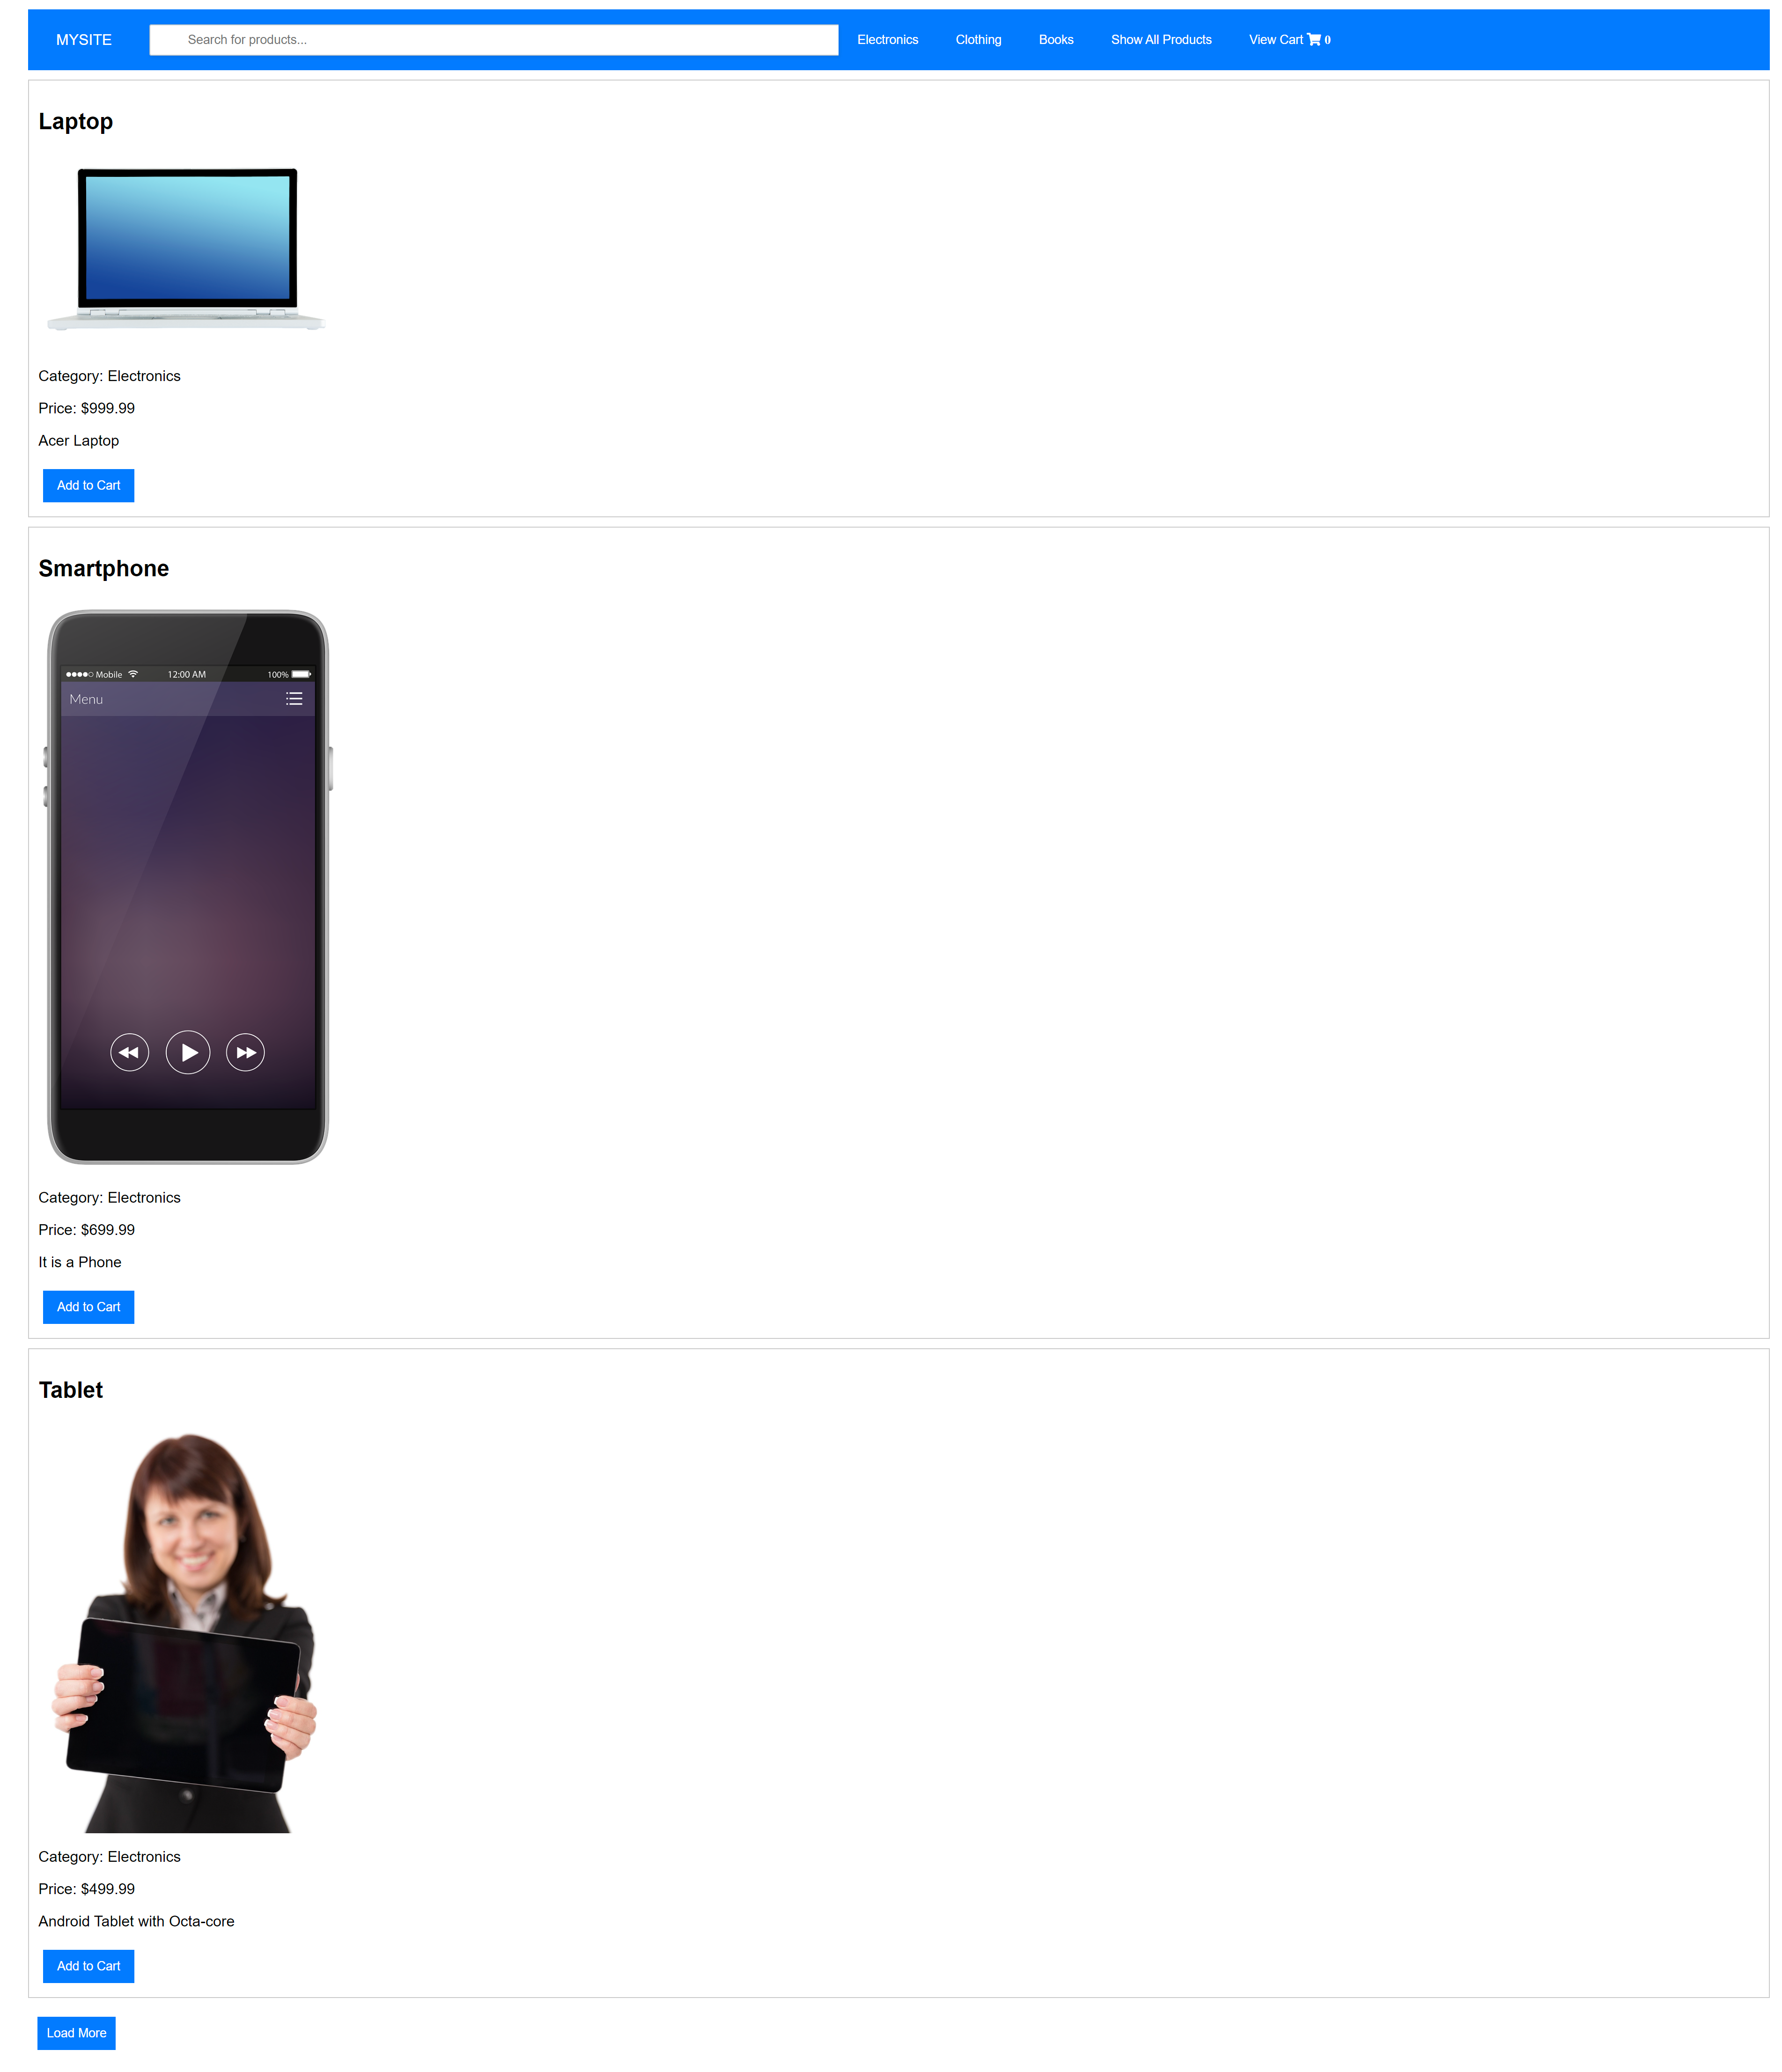 MYSITE Search for products... Electronics Clothing Books Show All Products View Cart 0
Laptop
Category: Electronics
Price: $999.99
Acer Laptop
Add to Cart
Smartphone
Mobile 12:00 AM 100%
Menu
Category: Electronics
Price: $699.99
It is a Phone
Add to Cart
Tablet
Category: Electronics
Price: $499.99
Android Tablet with Octa-core
Add to Cart
Load More